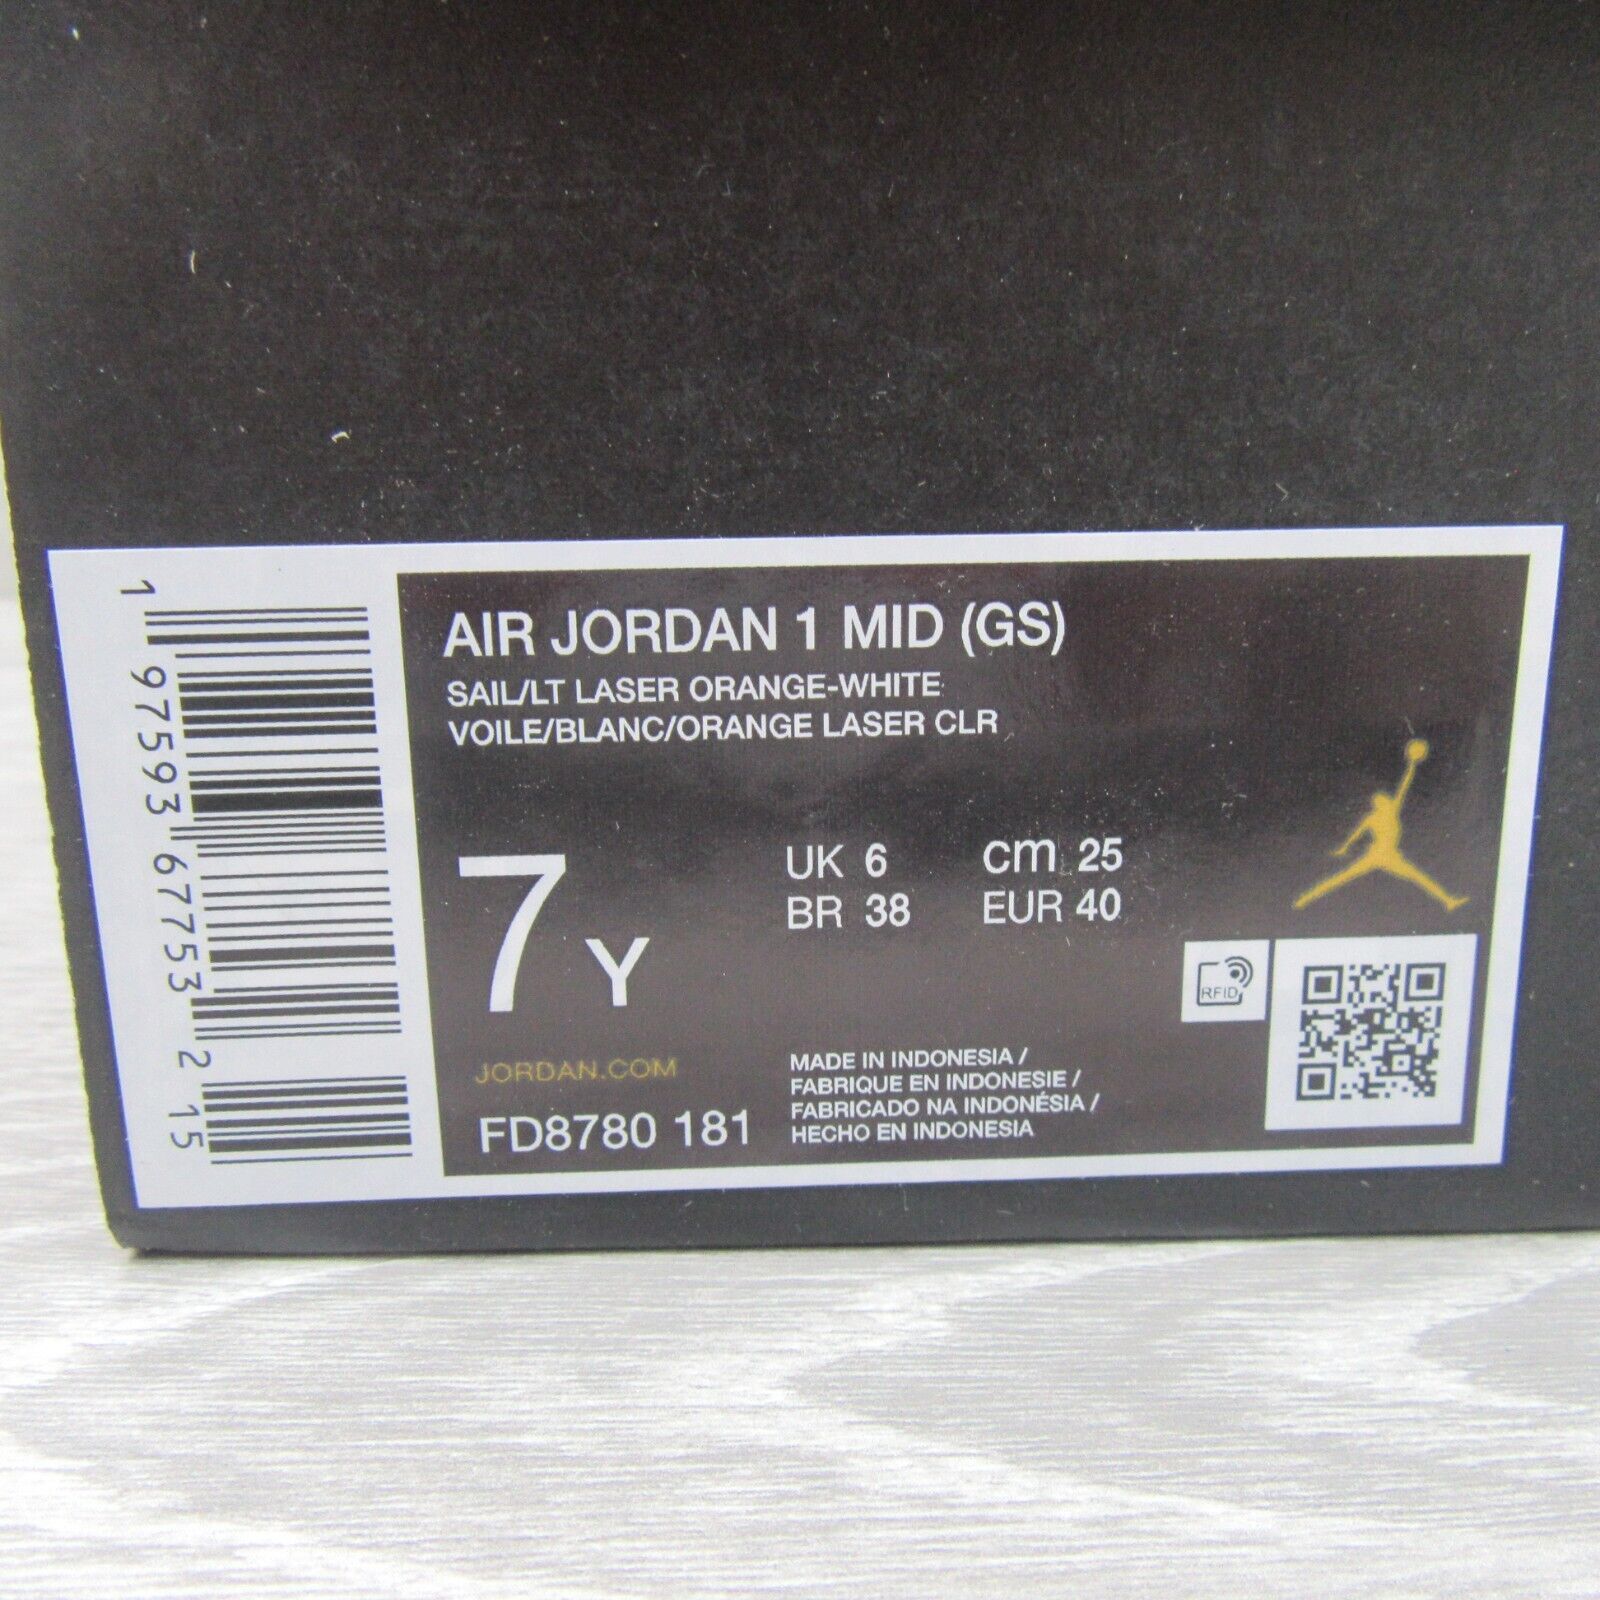 AIR JORDAN 1 MID (GS)
SAIL/LT LASER ORANGE-WHITE
VOILE/BLANC/ORANGE LASER CLR
7 Y
UK 6 cm 25
BR 38 EUR 40
RFID
JORDAN.COM
FD8780 181
MADE IN INDONESIA /
FABRIQUE EN INDONESIE /
FABRICADO NA INDONÉSIA /
HECHO EN INDONESIA
1 97593 67753 2 15